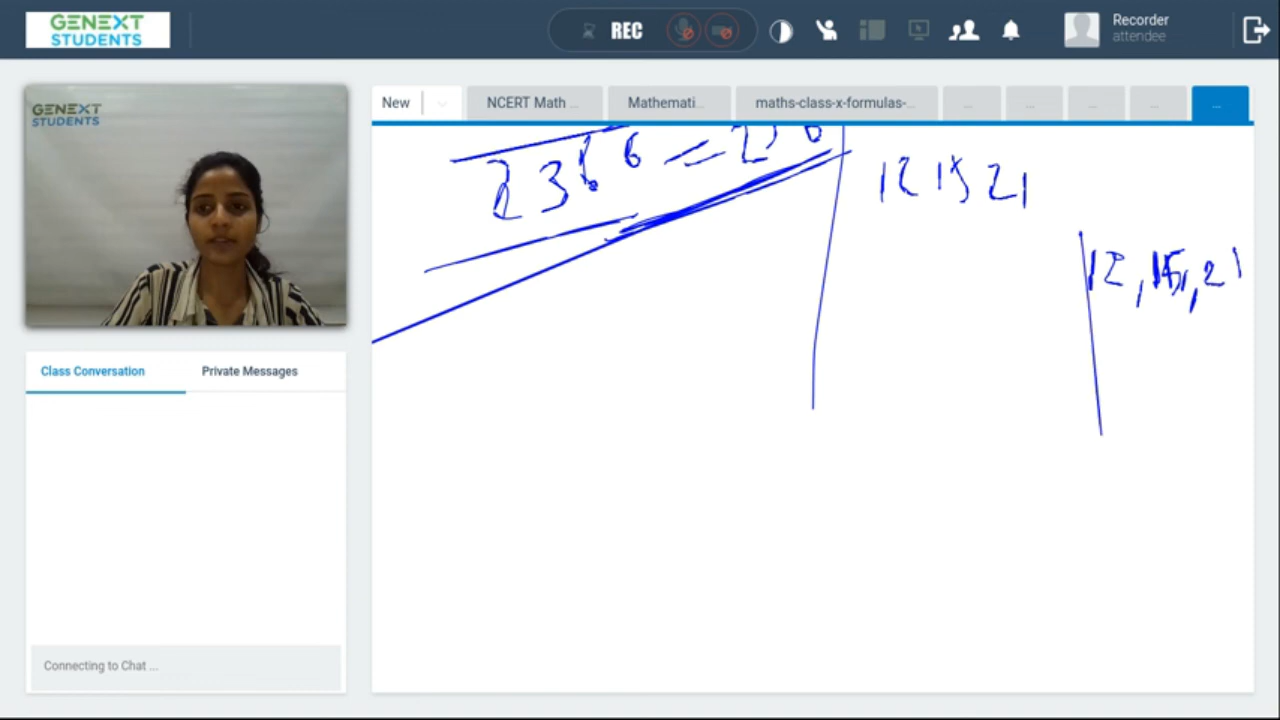 GENEXT
STUDENTS
REC
Recorder
attendee
GENEXT
STUDENTS
New
NCERT Math ...
Mathemati...
maths-class-x-formulas-...
...
...
...
...
...
12 15 21
12, 15, 21
Class Conversation
Private Messages
Connecting to Chat ...